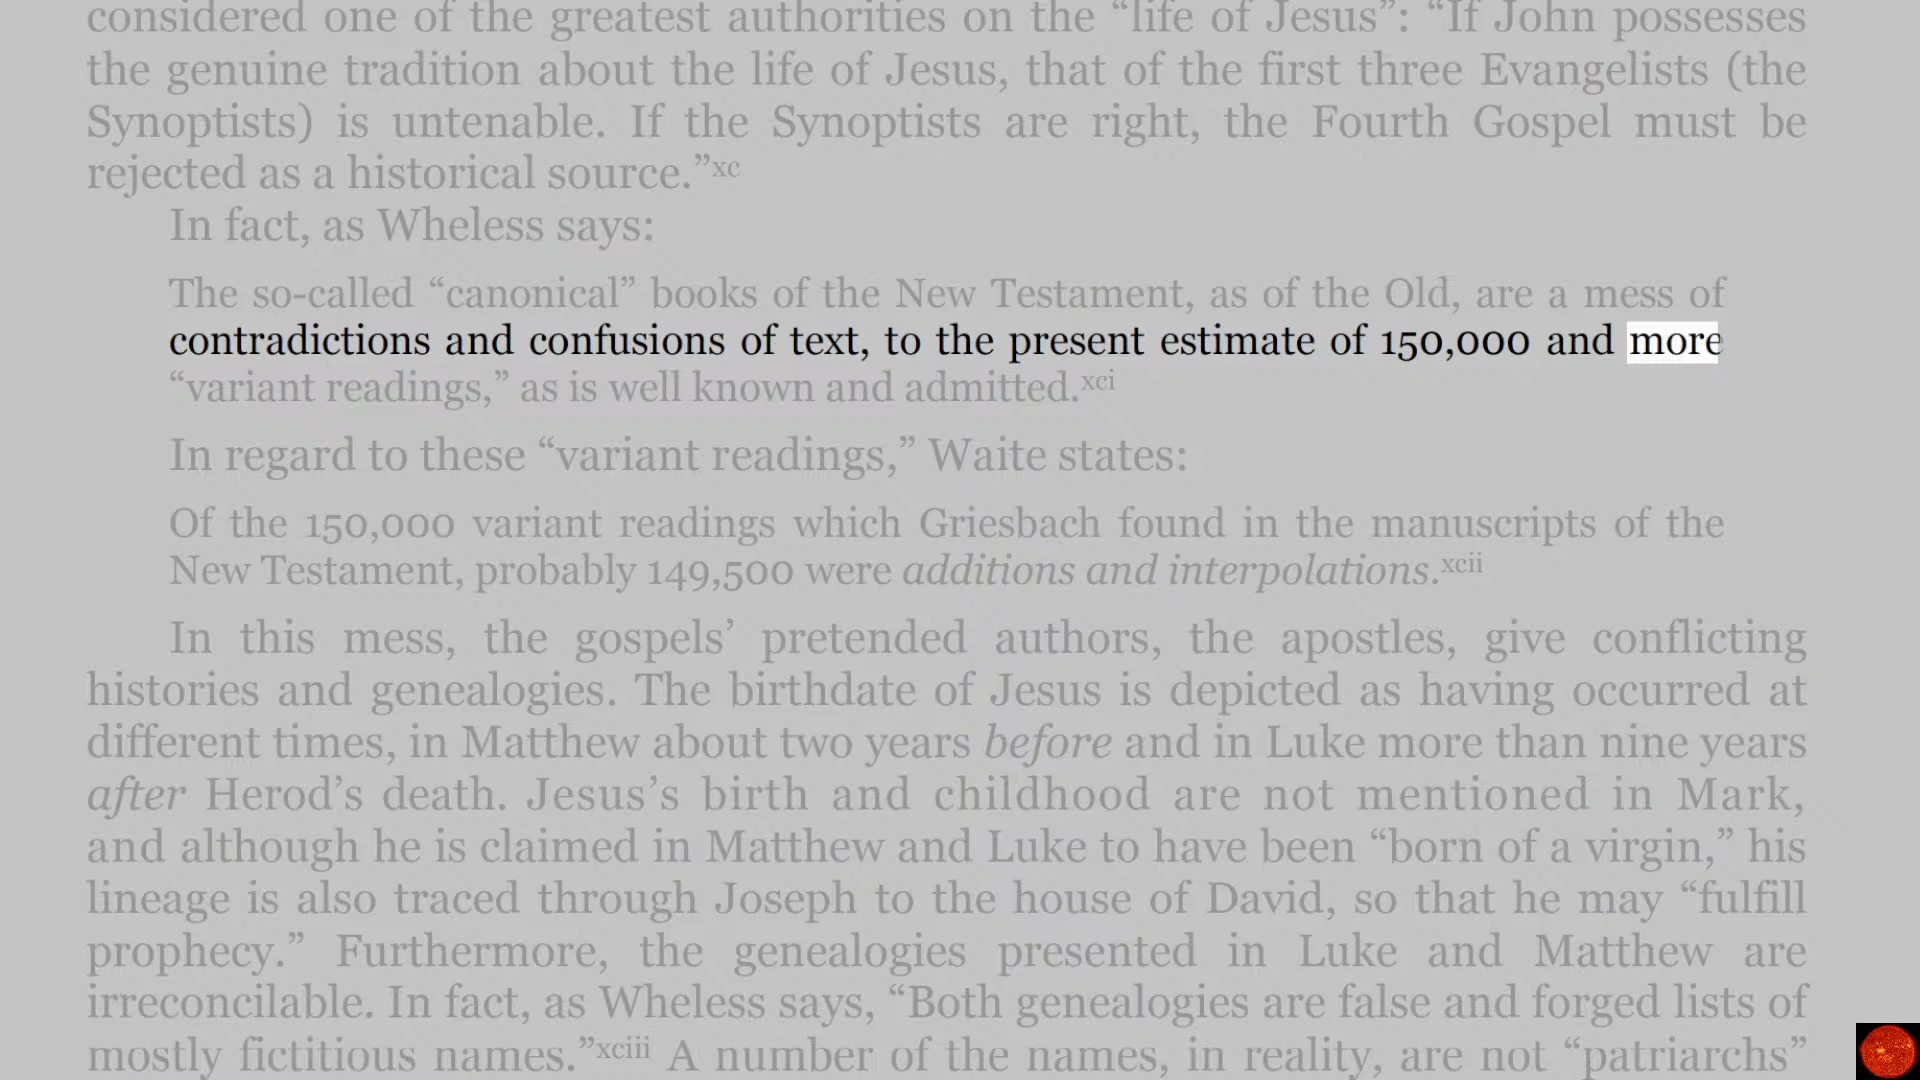 considered one of the greatest authorities on the “life of Jesus”: “If John possesses
the genuine tradition about the life of Jesus, that of the first three Evangelists (the
Synoptists) is untenable. If the Synoptists are right, the Fourth Gospel must be
rejected as a historical source.”xc
In fact, as Wheless says:
The so-called “canonical” books of the New Testament, as of the Old, are a mess of
contradictions and confusions of text, to the present estimate of 150,000 and more
“variant readings,” as is well known and admitted.xci
In regard to these “variant readings,” Waite states:
Of the 150,000 variant readings which Griesbach found in the manuscripts of the
New Testament, probably 149,500 were additions and interpolations.xcii
In this mess, the gospels’ pretended authors, the apostles, give conflicting
histories and genealogies. The birthdate of Jesus is depicted as having occurred at
different times, in Matthew about two years before and in Luke more than nine years
after Herod’s death. Jesus’s birth and childhood are not mentioned in Mark,
and although he is claimed in Matthew and Luke to have been “born of a virgin,” his
lineage is also traced through Joseph to the house of David, so that he may “fulfill
prophecy.” Furthermore, the genealogies presented in Luke and Matthew are
irreconcilable. In fact, as Wheless says, “Both genealogies are false and forged lists of
mostly fictitious names.”xciii A number of the names, in reality, are not “patriarchs”